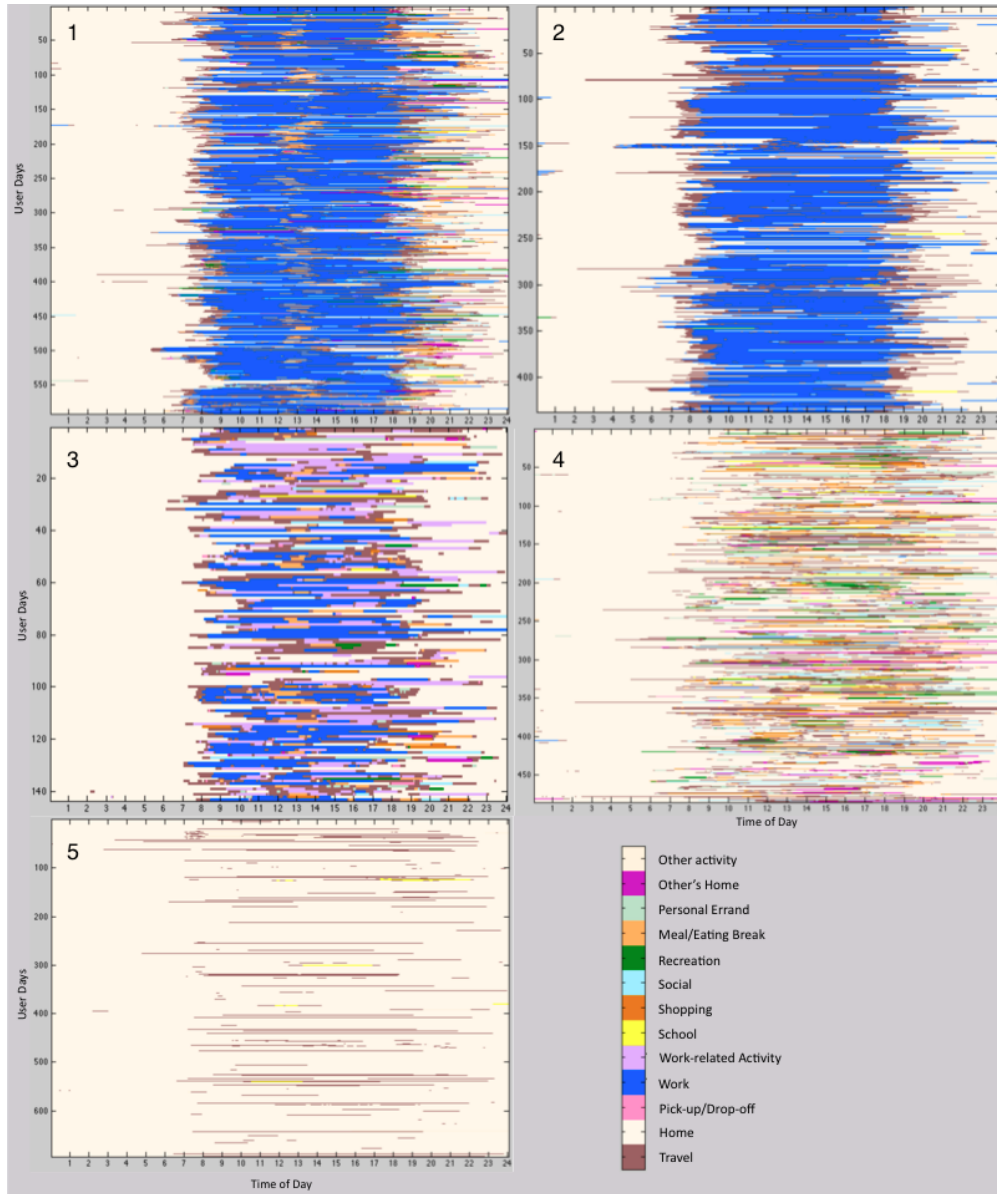 1
50
100
150
200
250
300
350
400
450
500
550
User Days
1 2 3 4 5 6 7 8 9 10 11 12 13 14 15 16 17 18 19 20 21 22 23 24
2
50
100
150
200
250
300
350
400
1 2 3 4 5 6 7 8 9 10 11 12 13 14 15 16 17 18 19 20 21 22 23
3
20
40
60
80
100
120
140
User Days
1 2 3 4 5 6 7 8 9 10 11 12 13 14 15 16 17 18 19 20 21 22 23 24
4
50
100
150
200
250
300
350
400
450
1 2 3 4 5 6 7 8 9 10 11 12 13 14 15 16 17 18 19 20 21 22 23
Time of Day
5
100
200
300
400
500
600
User Days
1 2 3 4 5 6 7 8 9 10 11 12 13 14 15 16 17 18 19 20 21 22 23 24
Time of Day
Other activity
Other's Home
Personal Errand
Meal/Eating Break
Recreation
Social
Shopping
School
Work-related Activity
Work
Pick-up/Drop-off
Home
Travel